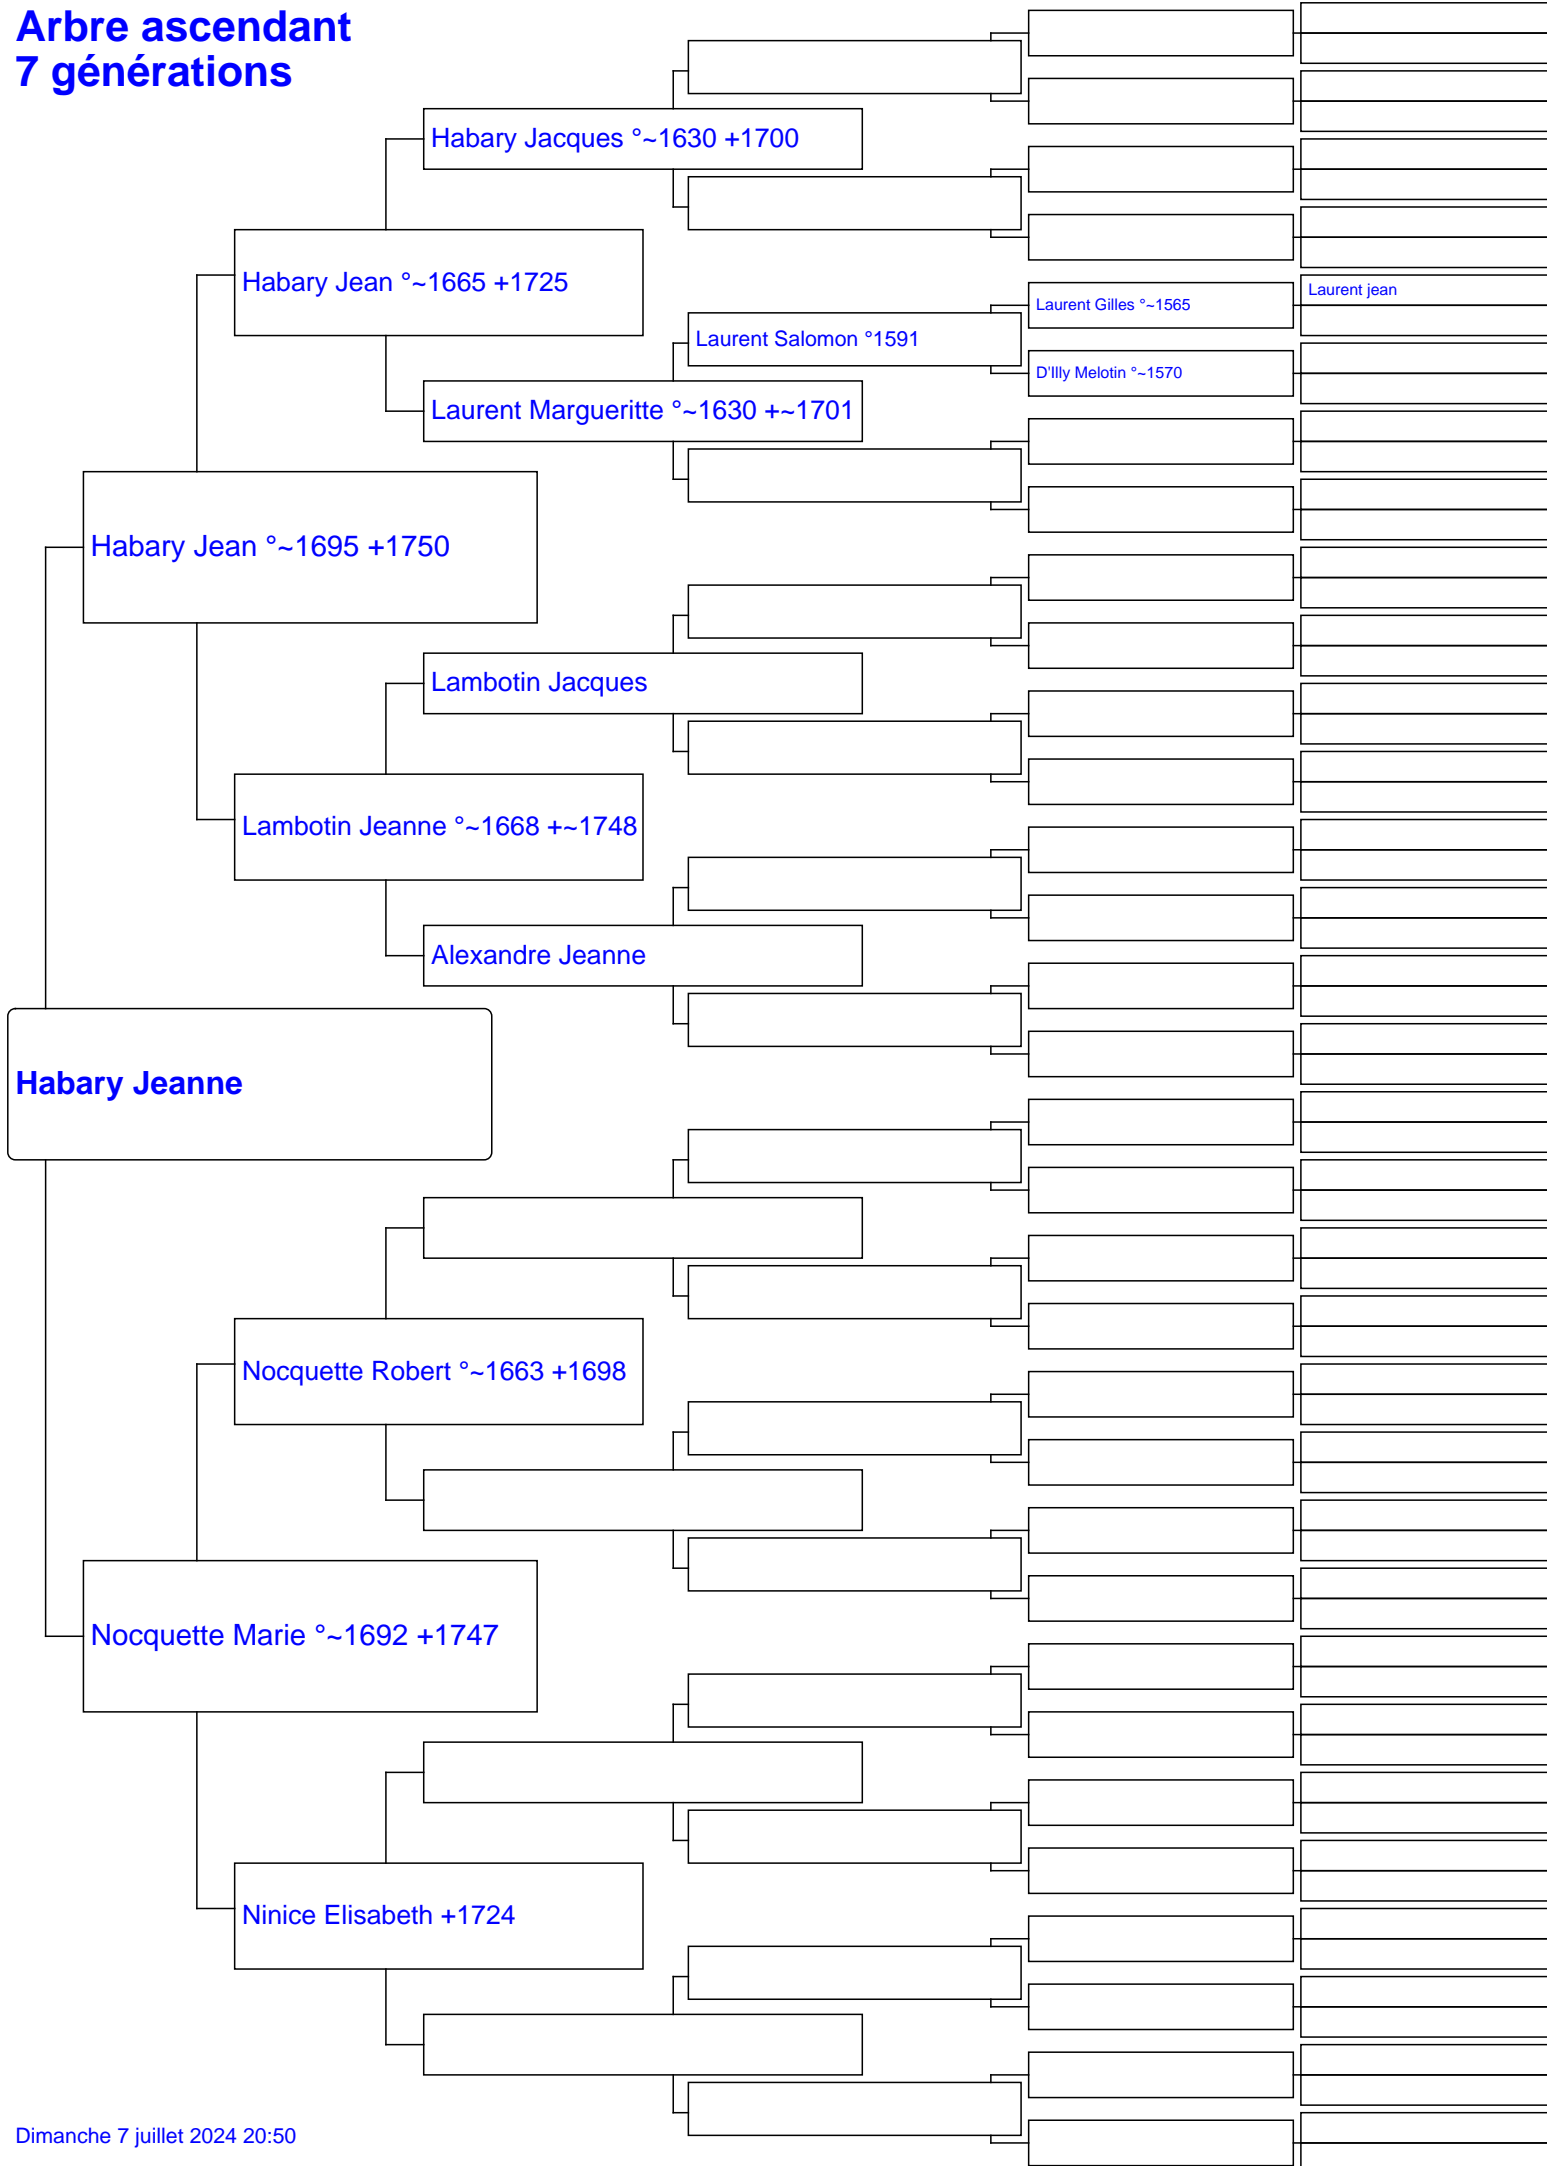 Arbre ascendant
7 générations
Habary Jacques °~1630 +1700
Habary Jean °~1665 +1725
Laurent jean
Laurent Gilles °~1565
Laurent Salomon °1591
D'Illy Melotin °~1570
Laurent Margueritte °~1630 +~1701
Habary Jean °~1695 +1750
Lambotin Jacques
Lambotin Jeanne °~1668 +~1748
Alexandre Jeanne
Habary Jeanne
Nocquette Robert °~1663 +1698
Nocquette Marie °~1692 +1747
Ninice Elisabeth +1724
Dimanche 7 juillet 2024 20:50